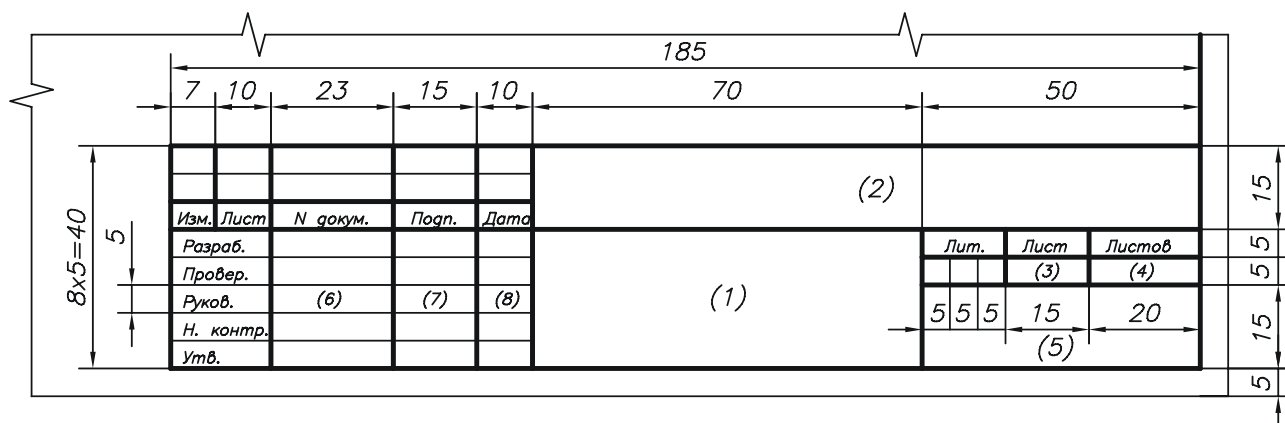 185
7 10 23 15 10 70 50
(2)
15
8x5=40
5
Изм. Лист N докум. Подп. Дата
Разраб.
Лит. Лист Листов
5
Провер.
(3) (4)
5
Руков. (6) (7) (8)
(1)
5 5 5 15 20
Н. контр.
15
(5)
Утв.
5